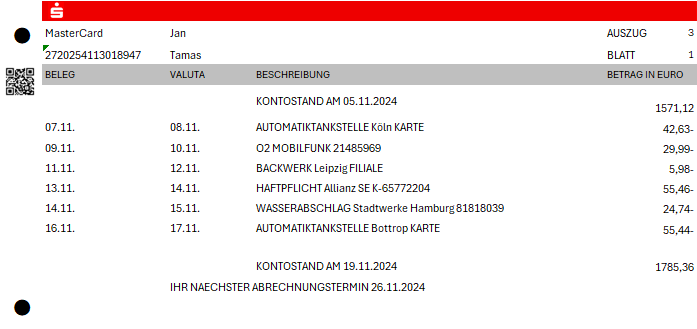 MasterCard Jan AUSZUG 3
2720254113018947 Tamas BLATT 1
BELEG VALUTA BESCHREIBUNG BETRAG IN EURO
KONTOSTAND AM 05.11.2024 1571,12
07.11. 08.11. AUTOMATIKTANKSTELLE Köln KARTE 42,63-
09.11. 10.11. O2 MOBILFUNK 21485969 29,99-
11.11. 12.11. BACKWERK Leipzig FILIALE 5,98-
13.11. 14.11. HAFTPFLICHT Allianz SE K-65772204 55,46-
14.11. 15.11. WASSERABSCHLAG Stadtwerke Hamburg 81818039 24,74-
16.11. 17.11. AUTOMATIKTANKSTELLE Bottrop KARTE 55,44-
KONTOSTAND AM 19.11.2024 1785,36
IHR NAECHSTER ABRECHNUNGSTERMIN 26.11.2024